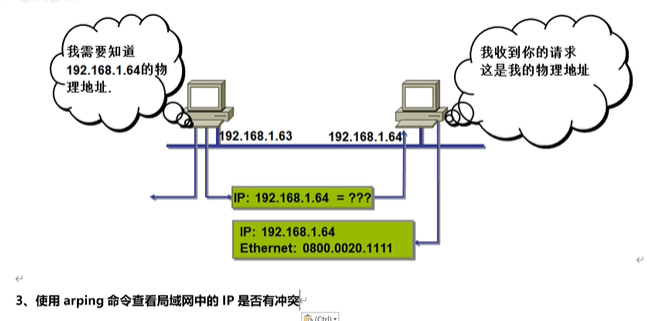 我需要知道
192.168.1.64的物
理地址.
我收到你的请求
这是我的物理地址
192.168.1.63
192.168.1.64
IP: 192.168.1.64 = ???
IP: 192.168.1.64
Ethernet: 0800.0020.1111
3、使用 arping 命令查看局域网中的 IP 是否有冲突
(Ctrl)